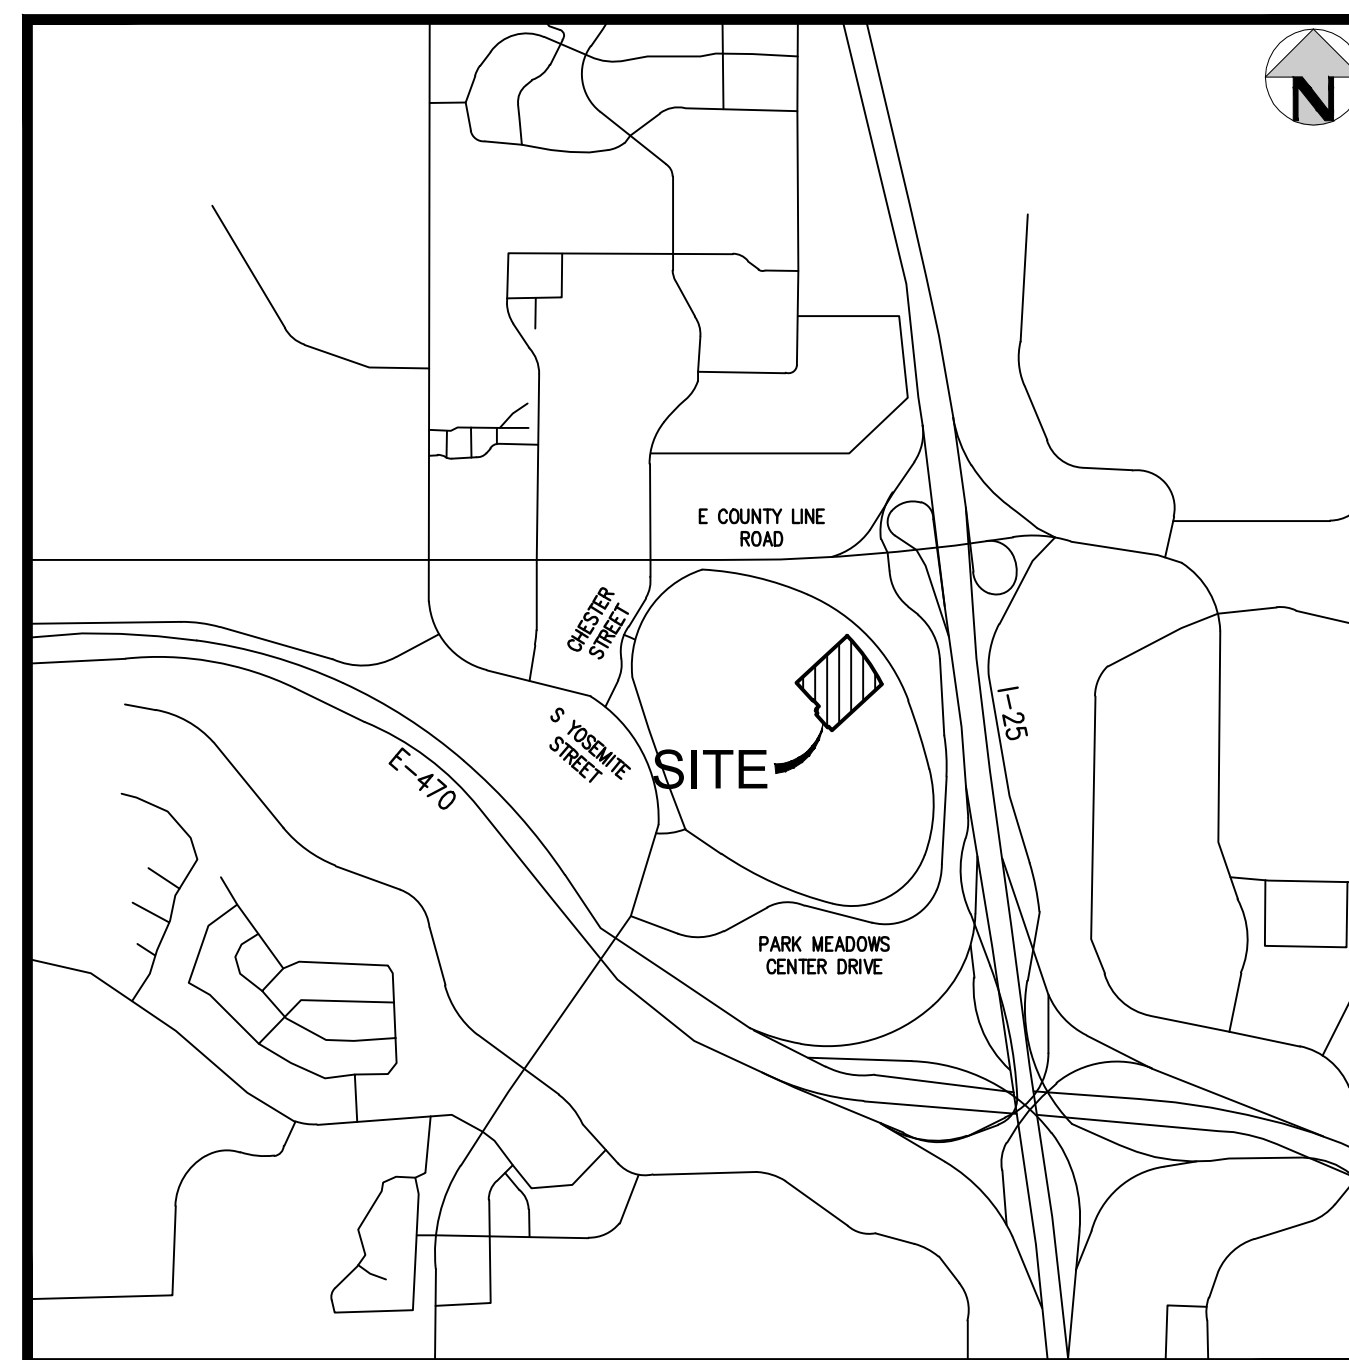 N
E COUNTY LINE
ROAD
CHESTER
STREET
I-25
S YOSEMITE
STREET
E-470
SITE
PARK MEADOWS
CENTER DRIVE